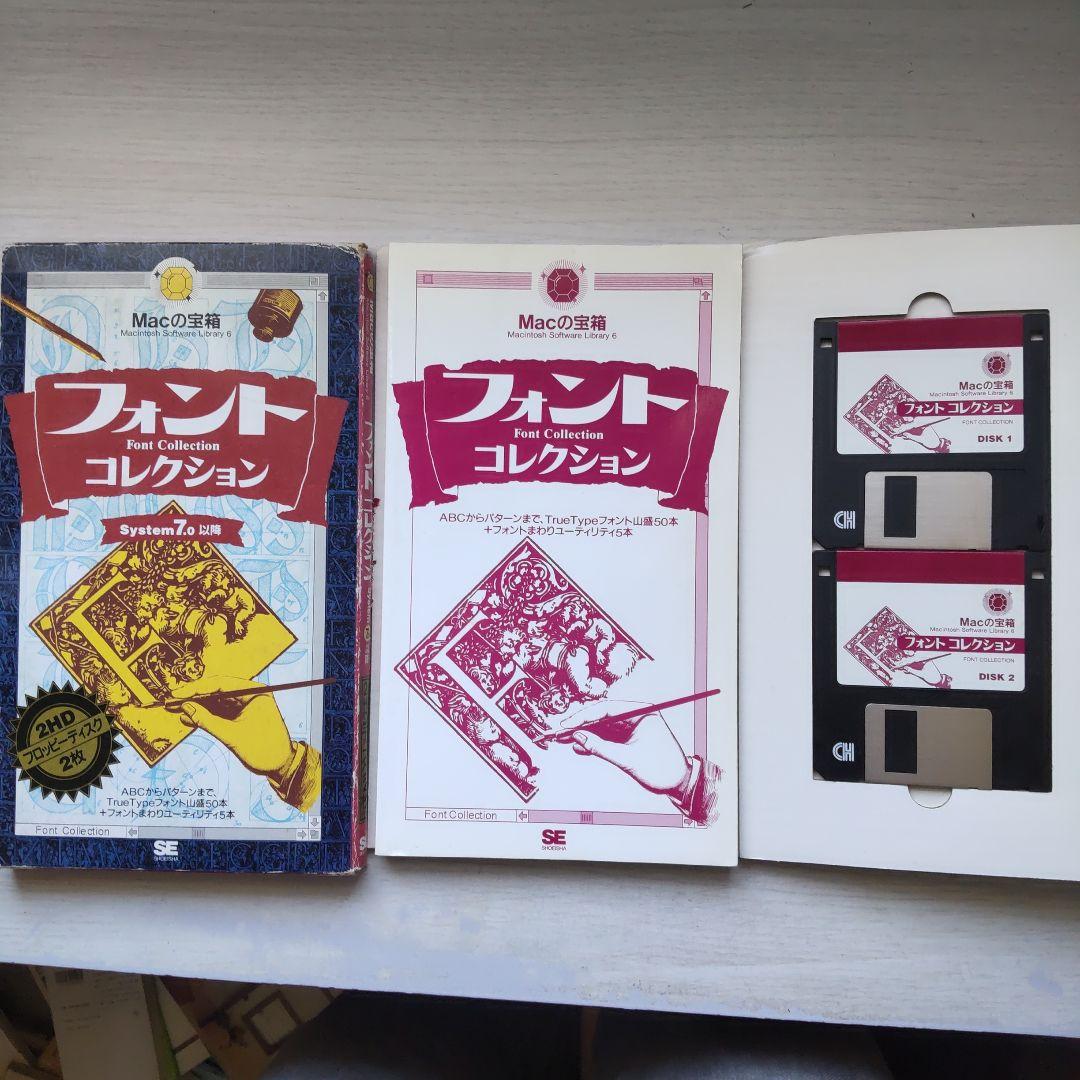 Macの宝箱
Macintosh Software Library 6
フォント
Font Collection
コレクション
System7.0 以降
2HD
フロッピーディスク
2枚
ABCからパターンまで、
TrueTypeフォント山盛50本
+フォントまわりユーティリティ5本
Font Collection
SE
SHOEISHA
Macの宝箱
Macintosh Software Library 6
フォント
Font Collection
コレクション
ABCからパターンまで、TrueTypeフォント山盛50本
+フォントまわりユーティリティ5本
Font Collection
SE
SHOEISHA
Macの宝箱
Macintosh Software Library 6
フォント コレクション
FONT COLLECTION
DISK 1
Macの宝箱
Macintosh Software Library 6
フォント コレクション
FONT COLLECTION
DISK 2